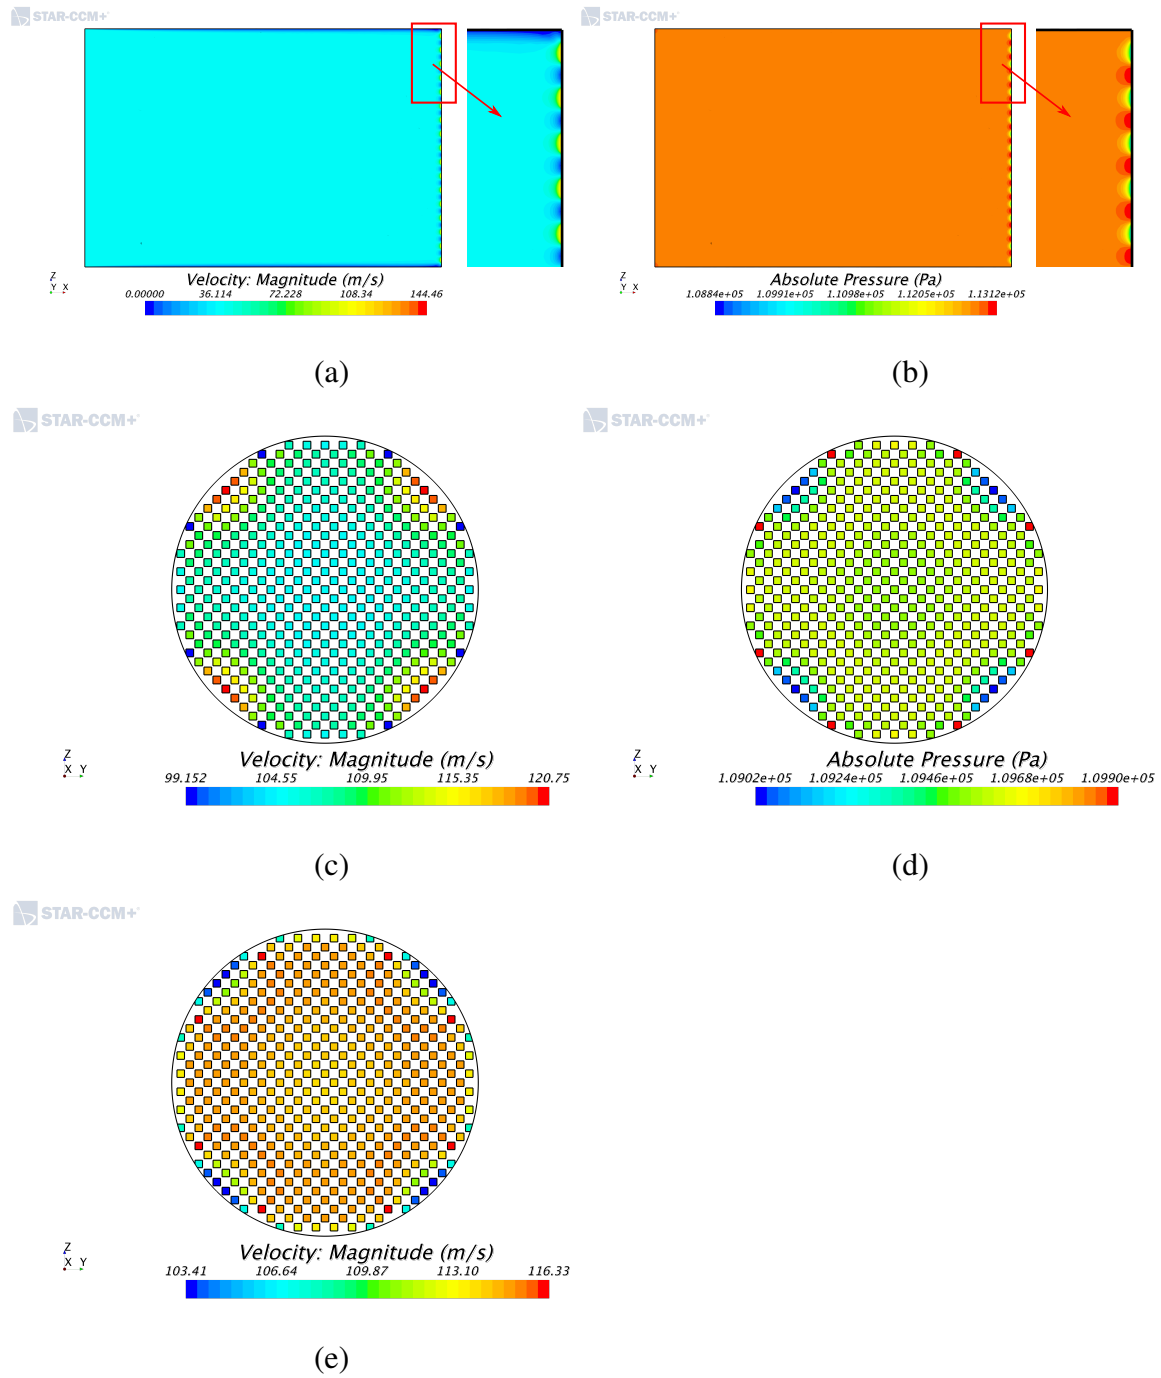 STAR-CCM+
STAR-CCM+
Z
Y X
Velocity: Magnitude (m/s)
0.00000 36.114 72.228 108.34 144.46
Z
Y X
Absolute Pressure (Pa)
1.0884e+05 1.0991e+05 1.1098e+05 1.1205e+05 1.1312e+05
(a)
(b)
STAR-CCM+
STAR-CCM+
Z
X Y
Velocity: Magnitude (m/s)
99.152 104.55 109.95 115.35 120.75
Z
X Y
Absolute Pressure (Pa)
1.0902e+05 1.0924e+05 1.0946e+05 1.0968e+05 1.0990e+05
(c)
(d)
STAR-CCM+
Z
X Y
Velocity: Magnitude (m/s)
103.41 106.64 109.87 113.10 116.33
(e)